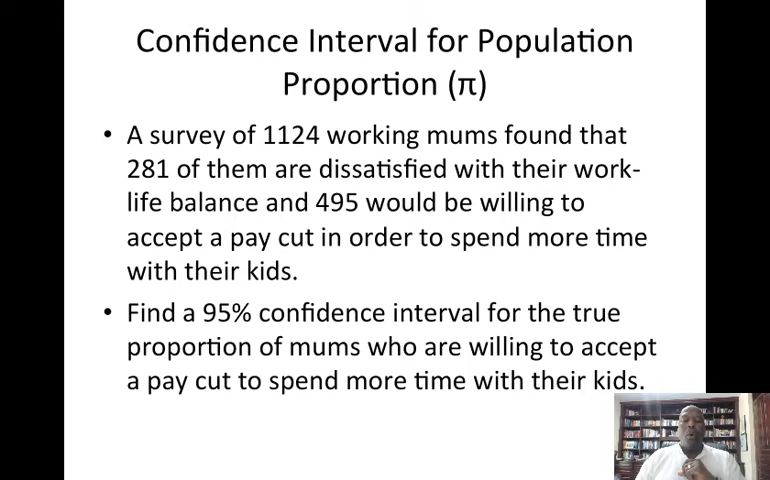 Confidence Interval for Population
Proportion (π)
• A survey of 1124 working mums found that
281 of them are dissatisfied with their work-
life balance and 495 would be willing to
accept a pay cut in order to spend more time
with their kids.
• Find a 95% confidence interval for the true
proportion of mums who are willing to accept
a pay cut to spend more time with their kids.